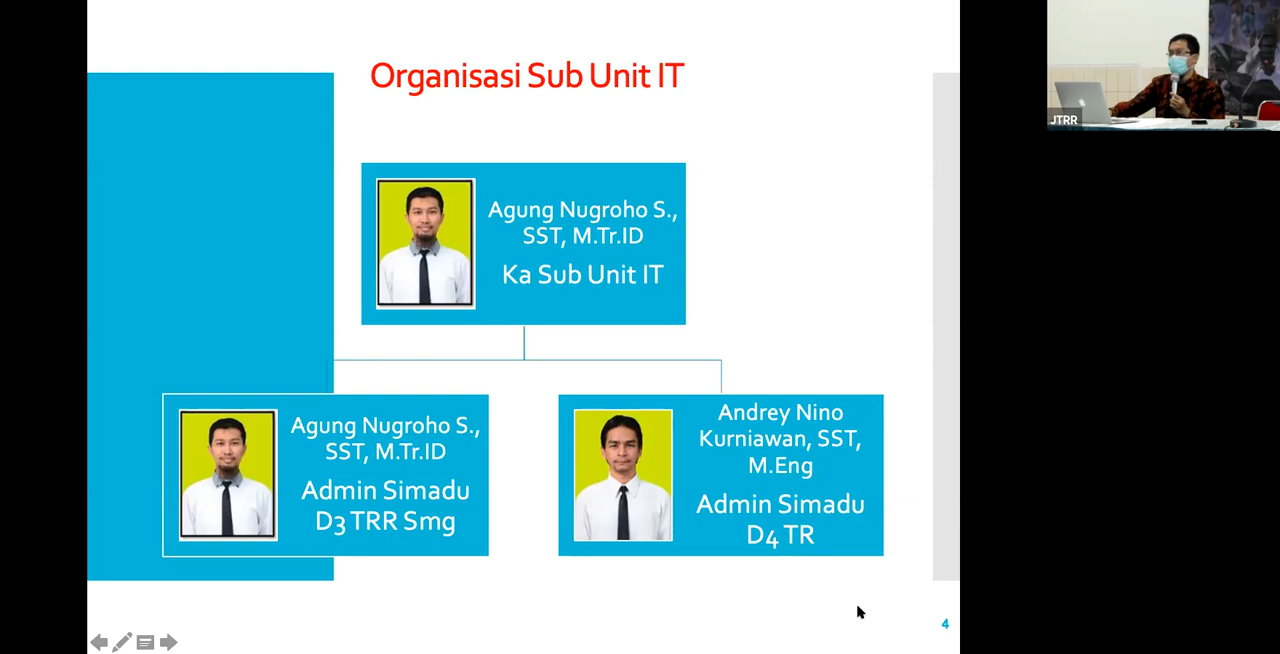 Organisasi Sub Unit IT
JTRR
Agung Nugroho S.,
SST, M.Tr.ID
Ka Sub Unit IT
Agung Nugroho S.,
SST, M.Tr.ID
Admin Simadu
D3 TRR Smg
Andrey Nino
Kurniawan, SST,
M.Eng
Admin Simadu
D4 TR
4